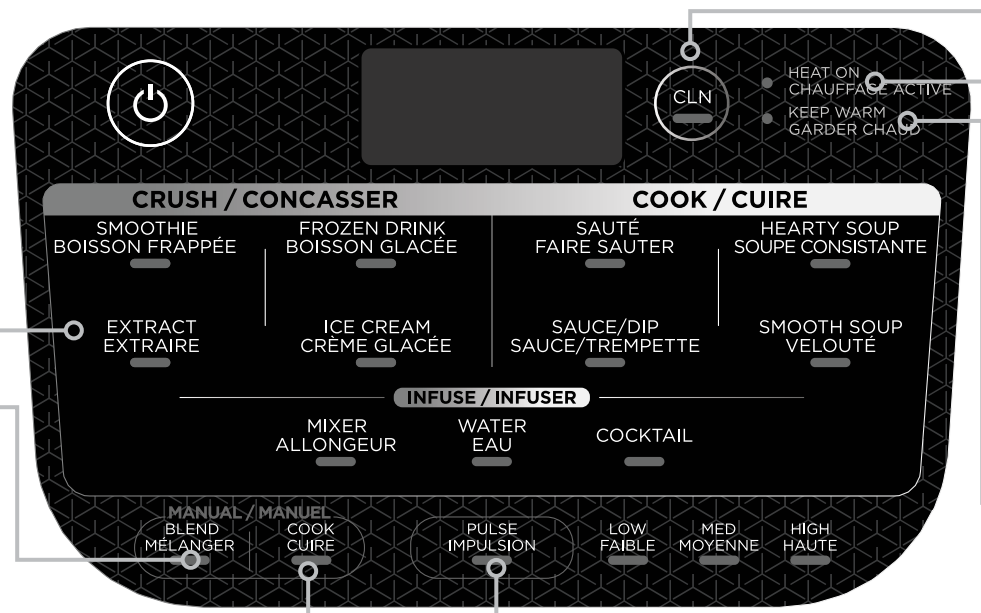 CLN
HEAT ON
CHAUFFAGE ACTIVE
KEEP WARM
GARDER CHAUD
CRUSH / CONCASSER
COOK / CUIRE
SMOOTHIE
BOISSON FRAPPÉE
FROZEN DRINK
BOISSON GLACÉE
SAUTÉ
FAIRE SAUTER
HEARTY SOUP
SOUPE CONSISTANTE
EXTRACT
EXTRAIRE
ICE CREAM
CRÈME GLACÉE
SAUCE/DIP
SAUCE/TREMPETTE
SMOOTH SOUP
VELOUTÉ
INFUSE / INFUSER
MIXER
ALLONGEUR
WATER
EAU
COCKTAIL
MANUAL / MANUEL
BLEND
MÉLANGER
COOK
CUIRE
PULSE
IMPULSION
LOW
FAIBLE
MED
MOYENNE
HIGH
HAUTE